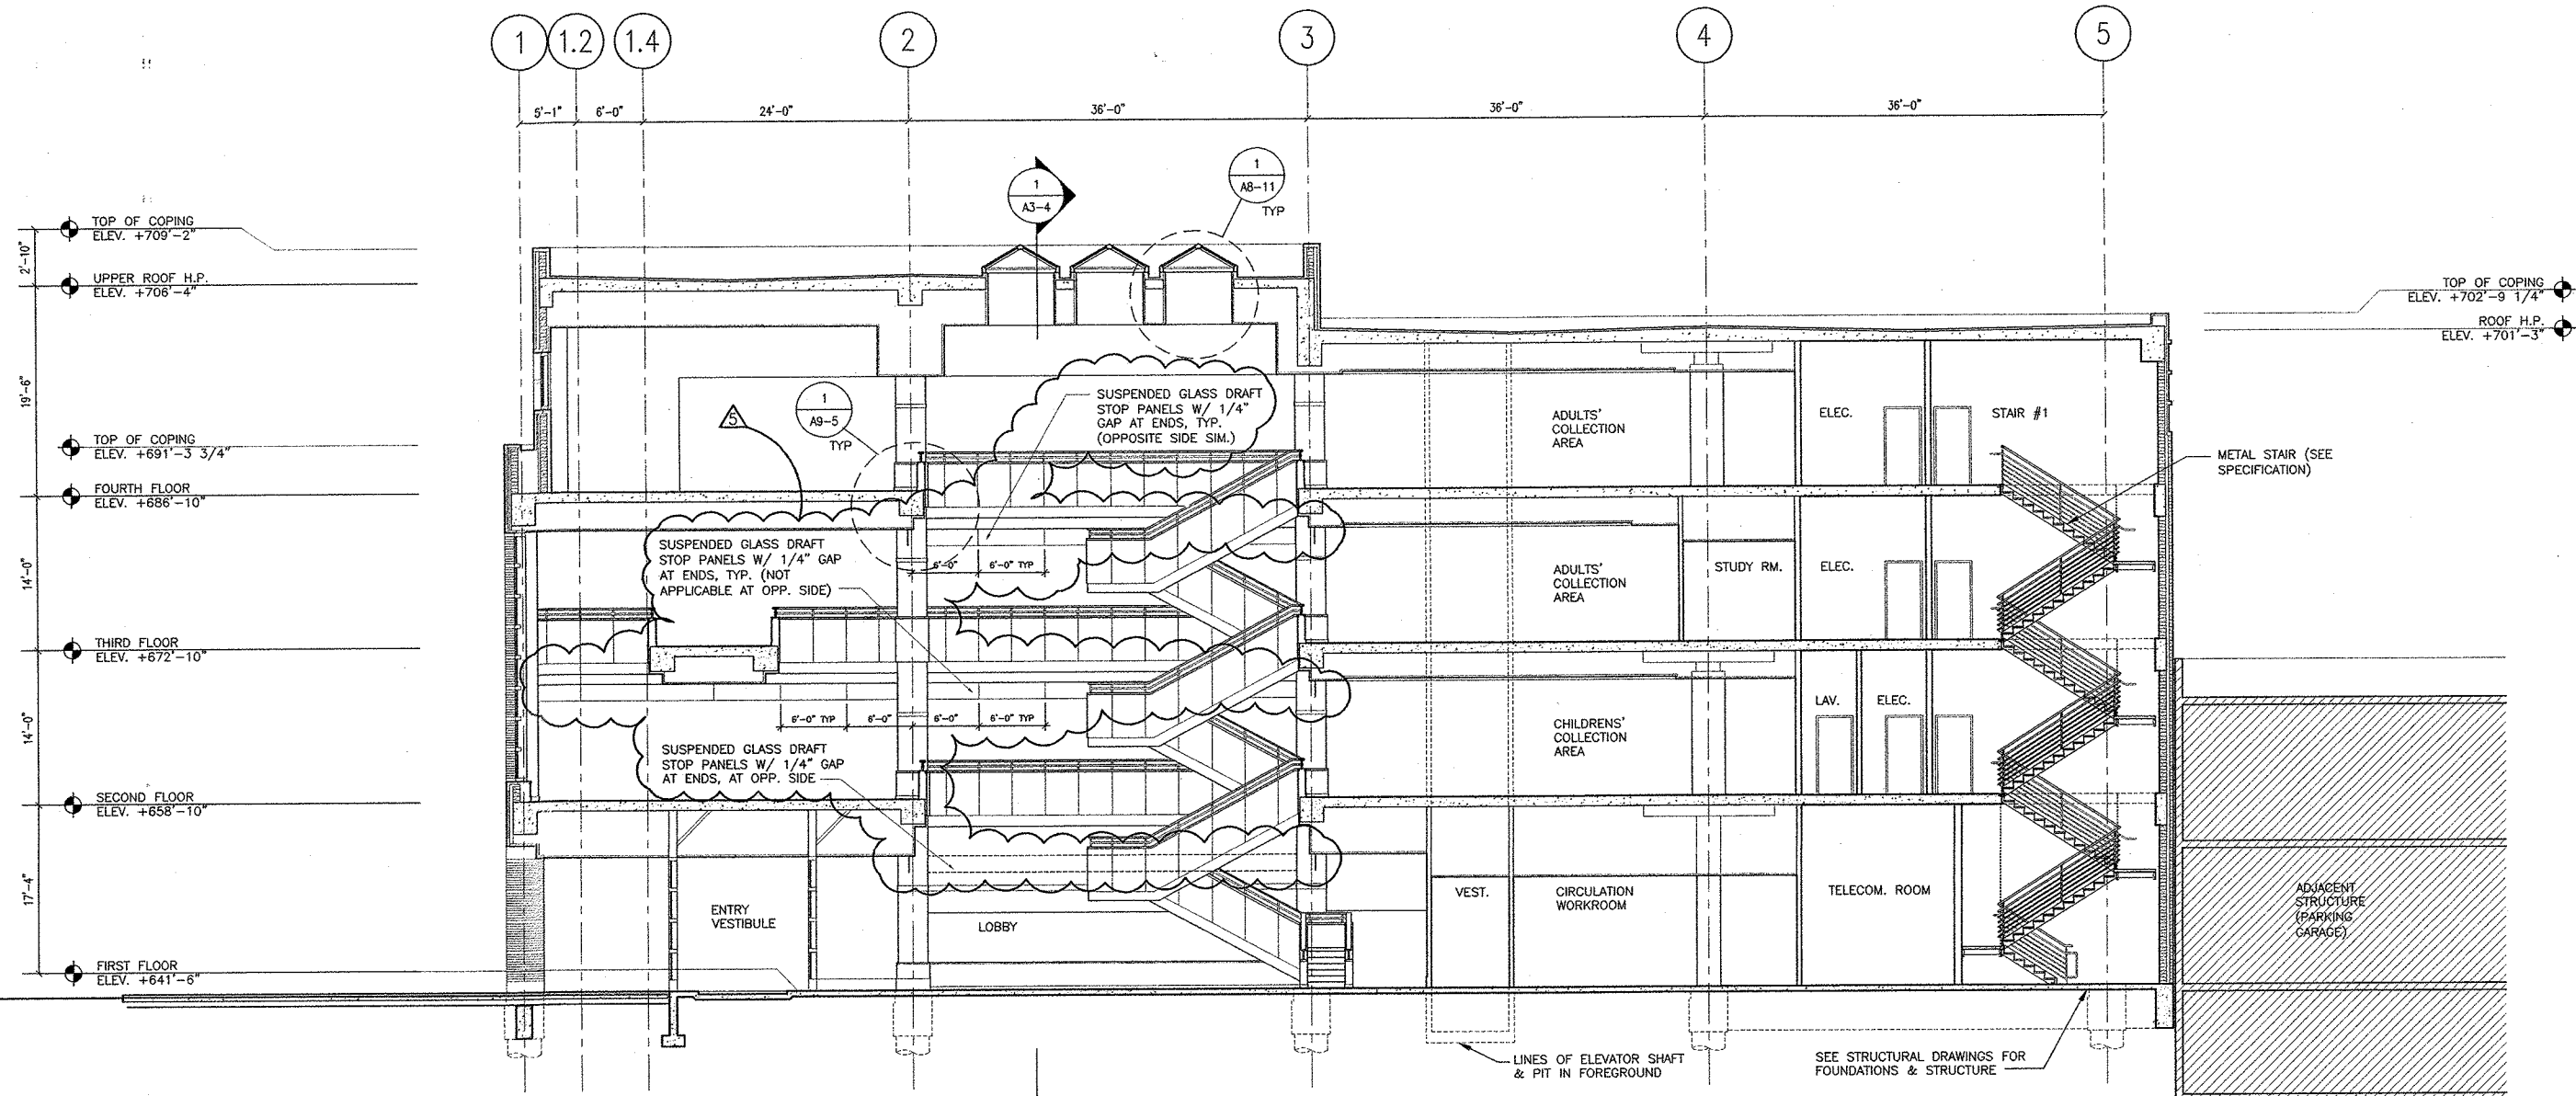 1
1.2
1.4
2
3
4
5
5'-1"
6'-0"
24'-0"
36'-0"
36'-0"
36'-0"
1
A3-4
1
A8-11
TYP
TOP OF COPING
ELEV. +709'-2"
2'-10"
UPPER ROOF H.P.
ELEV. +706'-4"
TOP OF COPING
ELEV. +702'-9 1/4"
ROOF H.P.
ELEV. +701'-3"
19'-6"
TOP OF COPING
ELEV. +691'-3 3/4"
FOURTH FLOOR
ELEV. +686'-10"
14'-0"
THIRD FLOOR
ELEV. +672'-10"
14'-0"
SECOND FLOOR
ELEV. +658'-10"
17'-4"
FIRST FLOOR
ELEV. +641'-6"
5
1
A9-5
TYP
SUSPENDED GLASS DRAFT
STOP PANELS W/ 1/4"
GAP AT ENDS, TYP.
(OPPOSITE SIDE SIM.)
ADULTS'
COLLECTION
AREA
ELEC.
STAIR #1
METAL STAIR (SEE
SPECIFICATION)
SUSPENDED GLASS DRAFT
STOP PANELS W/ 1/4" GAP
AT ENDS, TYP. (NOT
APPLICABLE AT OPP. SIDE)
6'-0"
6'-0" TYP
ADULTS'
COLLECTION
AREA
STUDY RM.
ELEC.
6'-0" TYP
6'-0"
6'-0"
6'-0" TYP
SUSPENDED GLASS DRAFT
STOP PANELS W/ 1/4" GAP
AT ENDS, AT OPP. SIDE
CHILDRENS'
COLLECTION
AREA
LAV.
ELEC.
ENTRY
VESTIBULE
LOBBY
VEST.
CIRCULATION
WORKROOM
TELECOM. ROOM
ADJACENT
STRUCTURE
(PARKING
GARAGE)
LINES OF ELEVATOR SHAFT
& PIT IN FOREGROUND
SEE STRUCTURAL DRAWINGS FOR
FOUNDATIONS & STRUCTURE